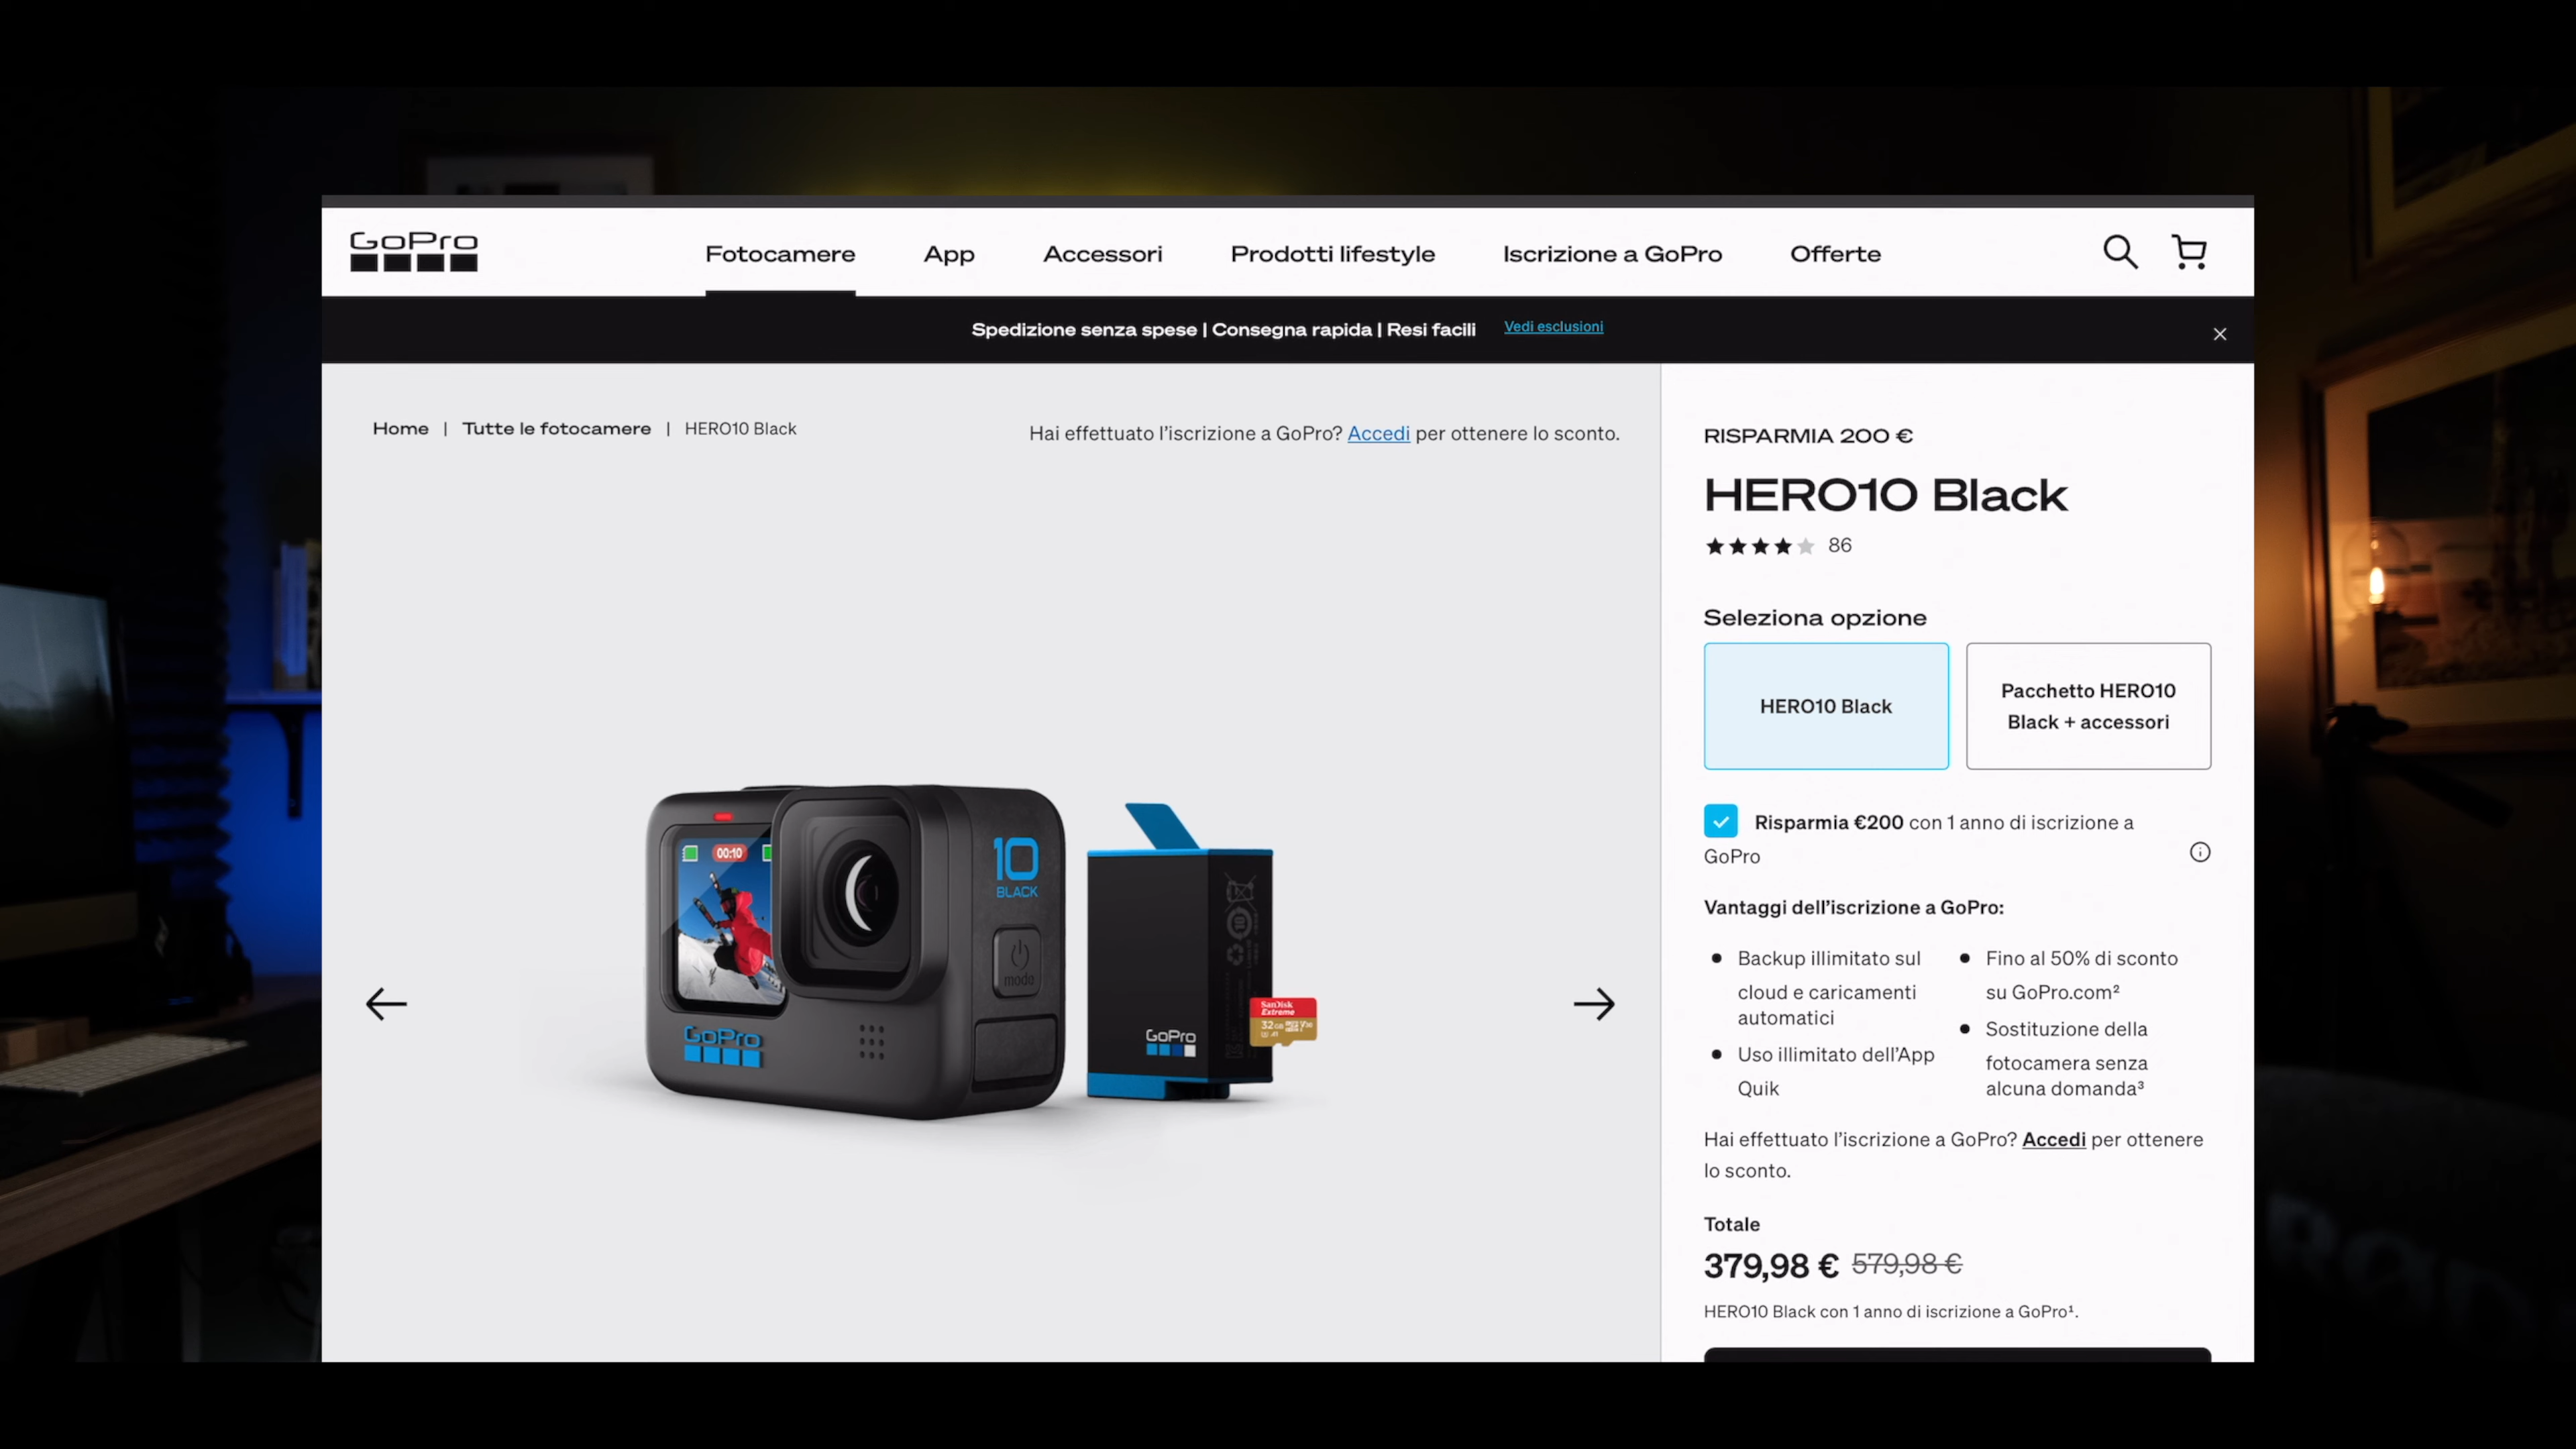 GoPro
Fotocamere
App
Accessori
Prodotti lifestyle
Iscrizione a GoPro
Offerte
Spedizione senza spese | Consegna rapida | Resi facili
Vedi esclusioni
Home | Tutte le fotocamere | HERO10 Black
Hai effettuato l'iscrizione a GoPro? Accedi per ottenere lo sconto.
00:10
10
BLACK
mode
GoPro
GoPro
SanDisk
Extreme
32GB
RISPARMIA 200 €
HERO10 Black
86
Seleziona opzione
HERO10 Black
Pacchetto HERO10
Black + accessori
Risparmia €200 con 1 anno di iscrizione a
GoPro
Vantaggi dell'iscrizione a GoPro:
Backup illimitato sul
cloud e caricamenti
automatici
Uso illimitato dell'App
Quik
Fino al 50% di sconto
su GoPro.com²
Sostituzione della
fotocamera senza
alcuna domanda³
Hai effettuato l'iscrizione a GoPro? Accedi per ottenere
lo sconto.
Totale
379,98 € 579,98 €
HERO10 Black con 1 anno di iscrizione a GoPro¹.